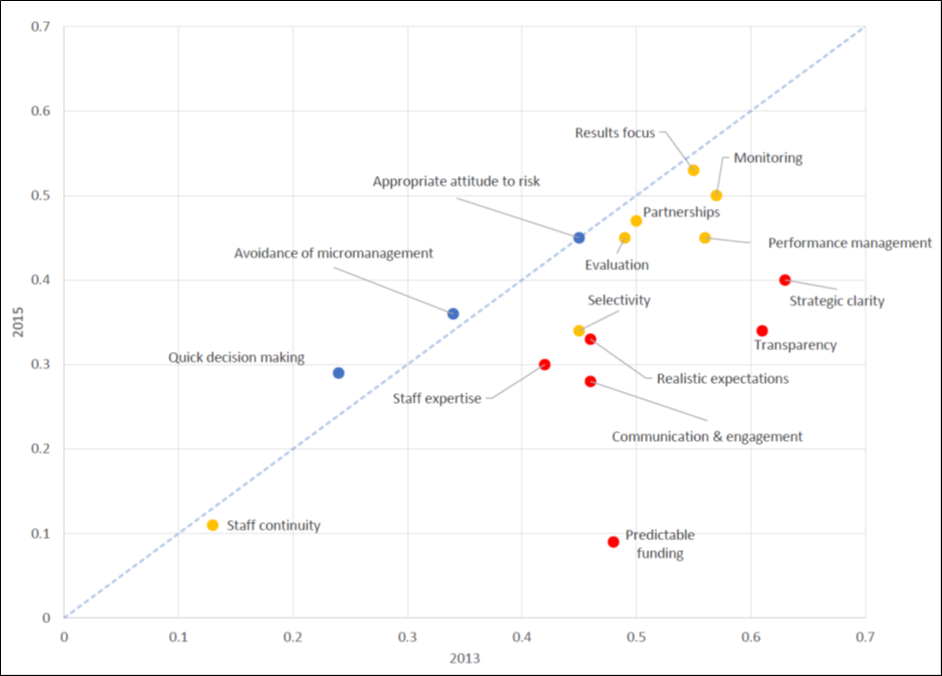 0.7
0.6
Results focus
Monitoring
Appropriate attitude to risk
0.5
Partnerships
Performance management
Avoidance of micromanagement
Evaluation
0.4
Selectivity
Strategic clarity
2015
Transparency
Quick decision making
0.3
Realistic expectations
Staff expertise
Communication & engagement
0.2
Staff continuity
0.1
Predictable
funding
0
0
0.1
0.2
0.3
0.4
0.5
0.6
0.7
2013